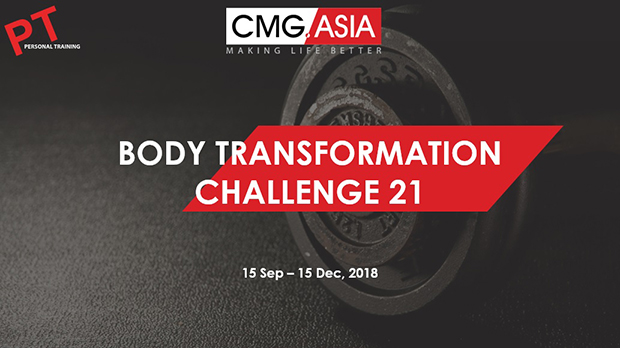 PT
PERSONAL TRAINING
CMG.ASIA
MAKING LIFE BETTER
BODY TRANSFORMATION
CHALLENGE 21
15 Sep – 15 Dec, 2018